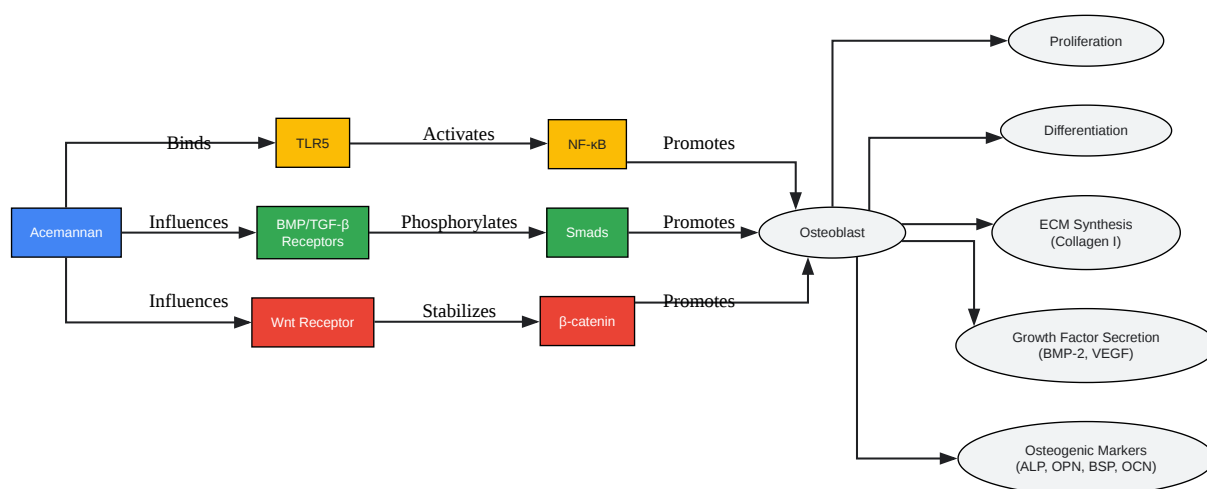 Proliferation
Differentiation
Binds
TLR5
Activates
NF-κB
Promotes
Acemannan
Influences
BMP/TGF-β
Receptors
Phosphorylates
Smads
Promotes
Osteoblast
ECM Synthesis
(Collagen I)
Influences
Wnt Receptor
Stabilizes
β-catenin
Promotes
Growth Factor Secretion
(BMP-2, VEGF)
Osteogenic Markers
(ALP, OPN, BSP, OCN)